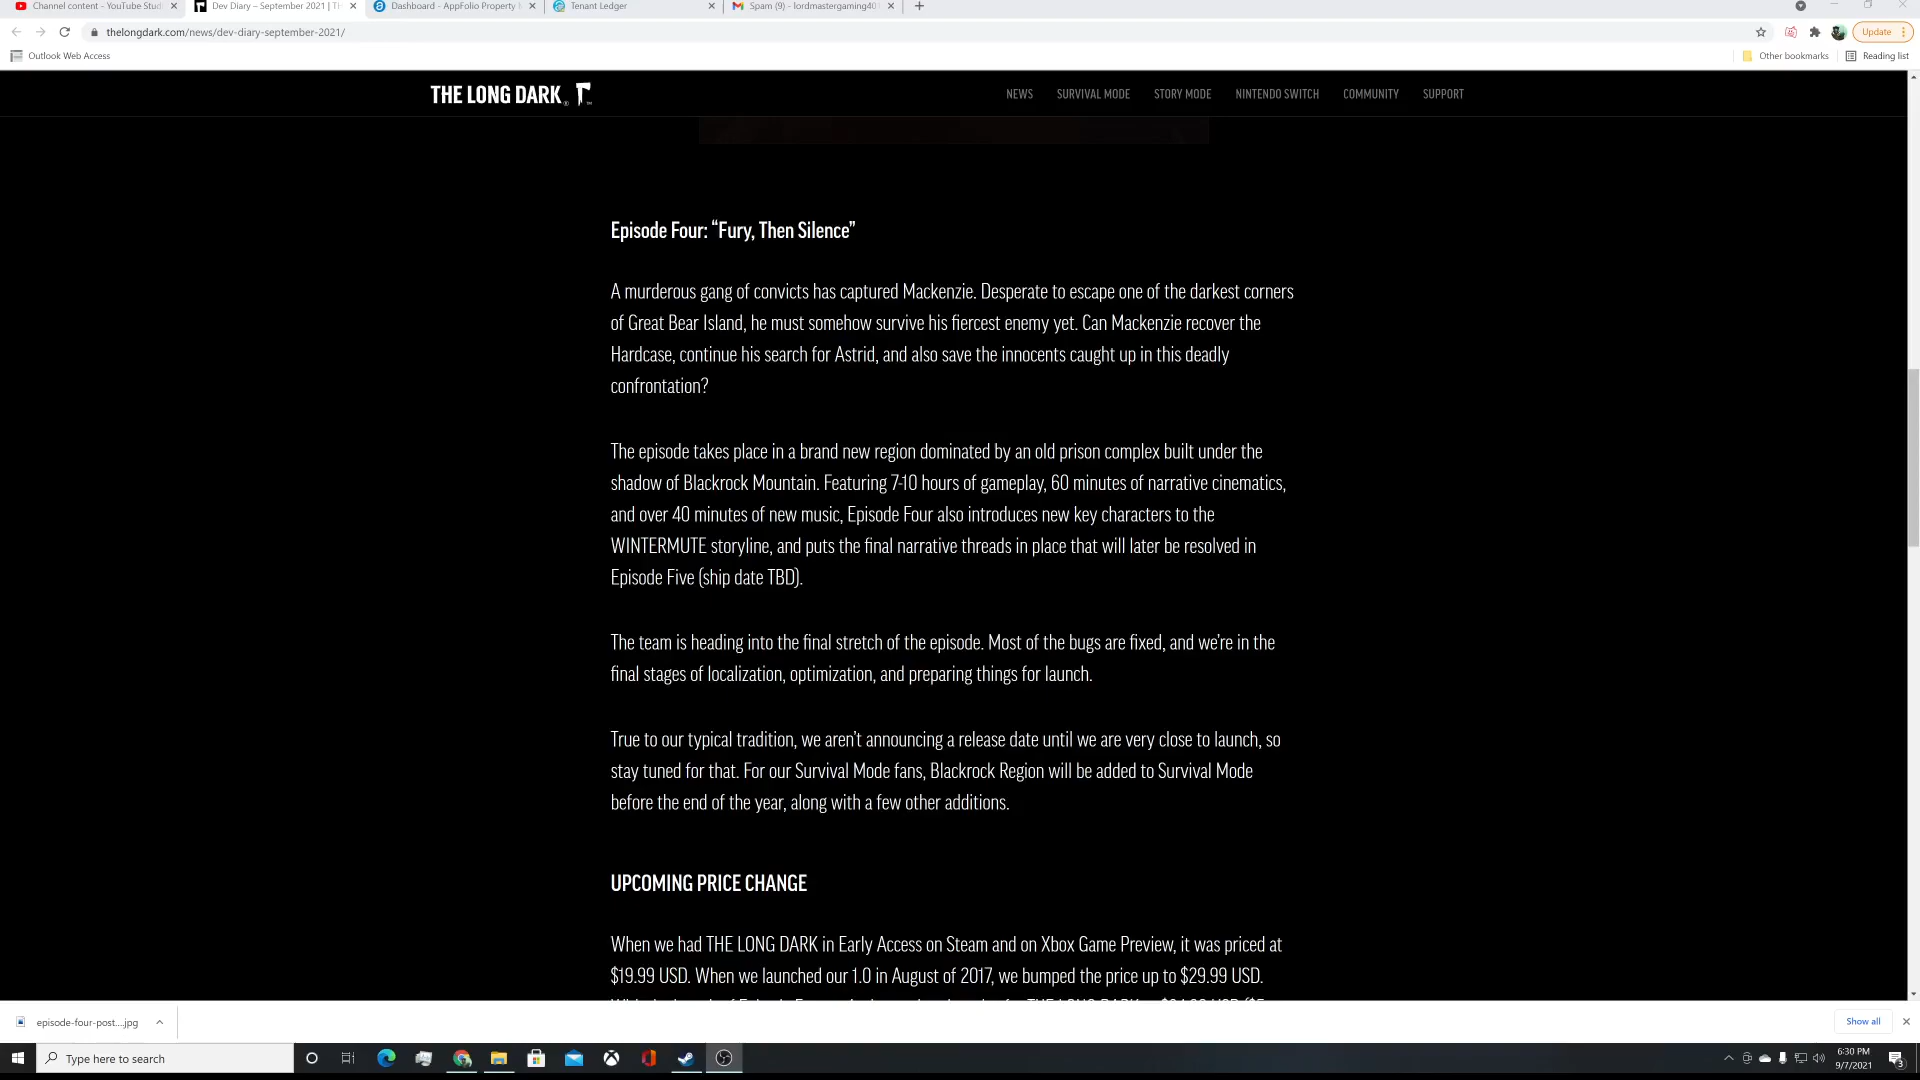 Channel content - YouTube Stud
Dev Diary – September 2021 | TH
Dashboard - AppFolio Property M
Tenant Ledger
Spam (9) - lordmastergaming401
thelongdark.com/news/dev-diary-september-2021/
Update
Outlook Web Access
Other bookmarks
Reading list
THE LONG DARK
NEWS
SURVIVAL MODE
STORY MODE
NINTENDO SWITCH
COMMUNITY
SUPPORT
Episode Four: “Fury, Then Silence”
A murderous gang of convicts has captured Mackenzie. Desperate to escape one of the darkest corners
of Great Bear Island, he must somehow survive his fiercest enemy yet. Can Mackenzie recover the
Hardcase, continue his search for Astrid, and also save the innocents caught up in this deadly
confrontation?
The episode takes place in a brand new region dominated by an old prison complex built under the
shadow of Blackrock Mountain. Featuring 7-10 hours of gameplay, 60 minutes of narrative cinematics,
and over 40 minutes of new music, Episode Four also introduces new key characters to the
WINTERMUTE storyline, and puts the final narrative threads in place that will later be resolved in
Episode Five (ship date TBD).
The team is heading into the final stretch of the episode. Most of the bugs are fixed, and we’re in the
final stages of localization, optimization, and preparing things for launch.
True to our typical tradition, we aren’t announcing a release date until we are very close to launch, so
stay tuned for that. For our Survival Mode fans, Blackrock Region will be added to Survival Mode
before the end of the year, along with a few other additions.
UPCOMING PRICE CHANGE
When we had THE LONG DARK in Early Access on Steam and on Xbox Game Preview, it was priced at
$19.99 USD. When we launched our 1.0 in August of 2017, we bumped the price up to $29.99 USD.
episode-four-post....jpg
Show all
Type here to search
6:30 PM
9/7/2021
3